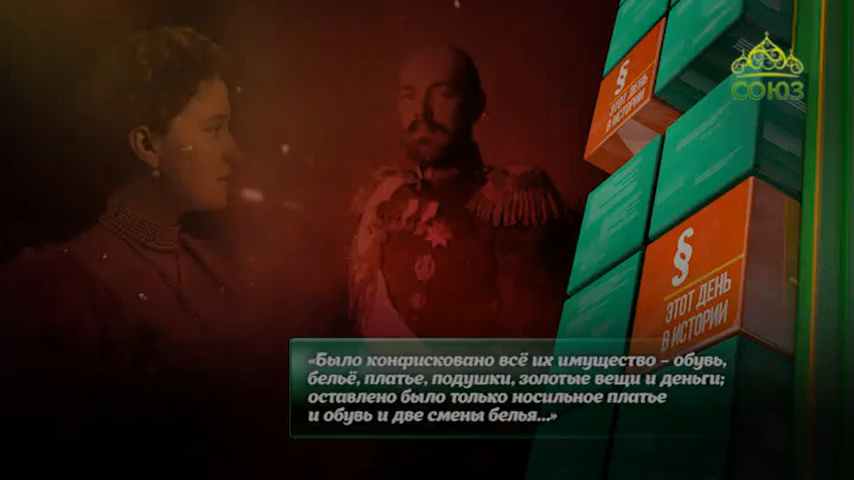 СОЮЗ
§
ЭТОТ ДЕНЬ
В ИСТОРИИ
§
ЭТОТ ДЕНЬ
В ИСТОРИИ
«Было конфисковано всё их имущество – обувь,
бельё, платье, подушки, золотые вещи и деньги;
оставлено было только носильное платье
и обувь и две смены белья...»